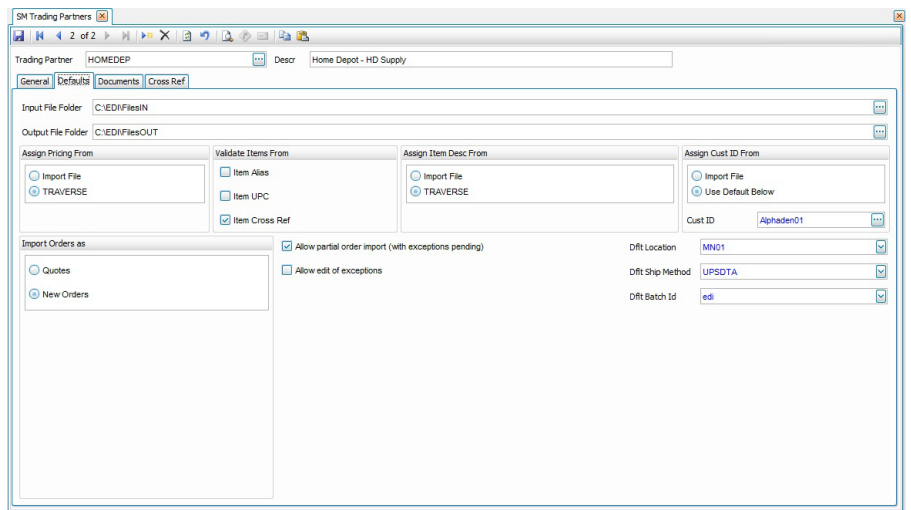 SM Trading Partners
2 of 2
Trading Partner HOMEDEP Descr Home Depot - HD Supply
General Defaults Documents Cross Ref
Input File Folder C:\EDI\FilesIN
Output File Folder C:\EDI\FilesOUT
Assign Pricing From Validate Items From Assign Item Desc From Assign Cust ID From
Import File Item Alias Import File Import File
TRAVERSE Item UPC TRAVERSE Use Default Below
Item Cross Ref Cust ID Alphaden01
Import Orders as Allow partial order import (with exceptions pending) Dflt Location MN01
Quotes Allow edit of exceptions Dflt Ship Method UPSDTA
New Orders Dflt Batch Id edi